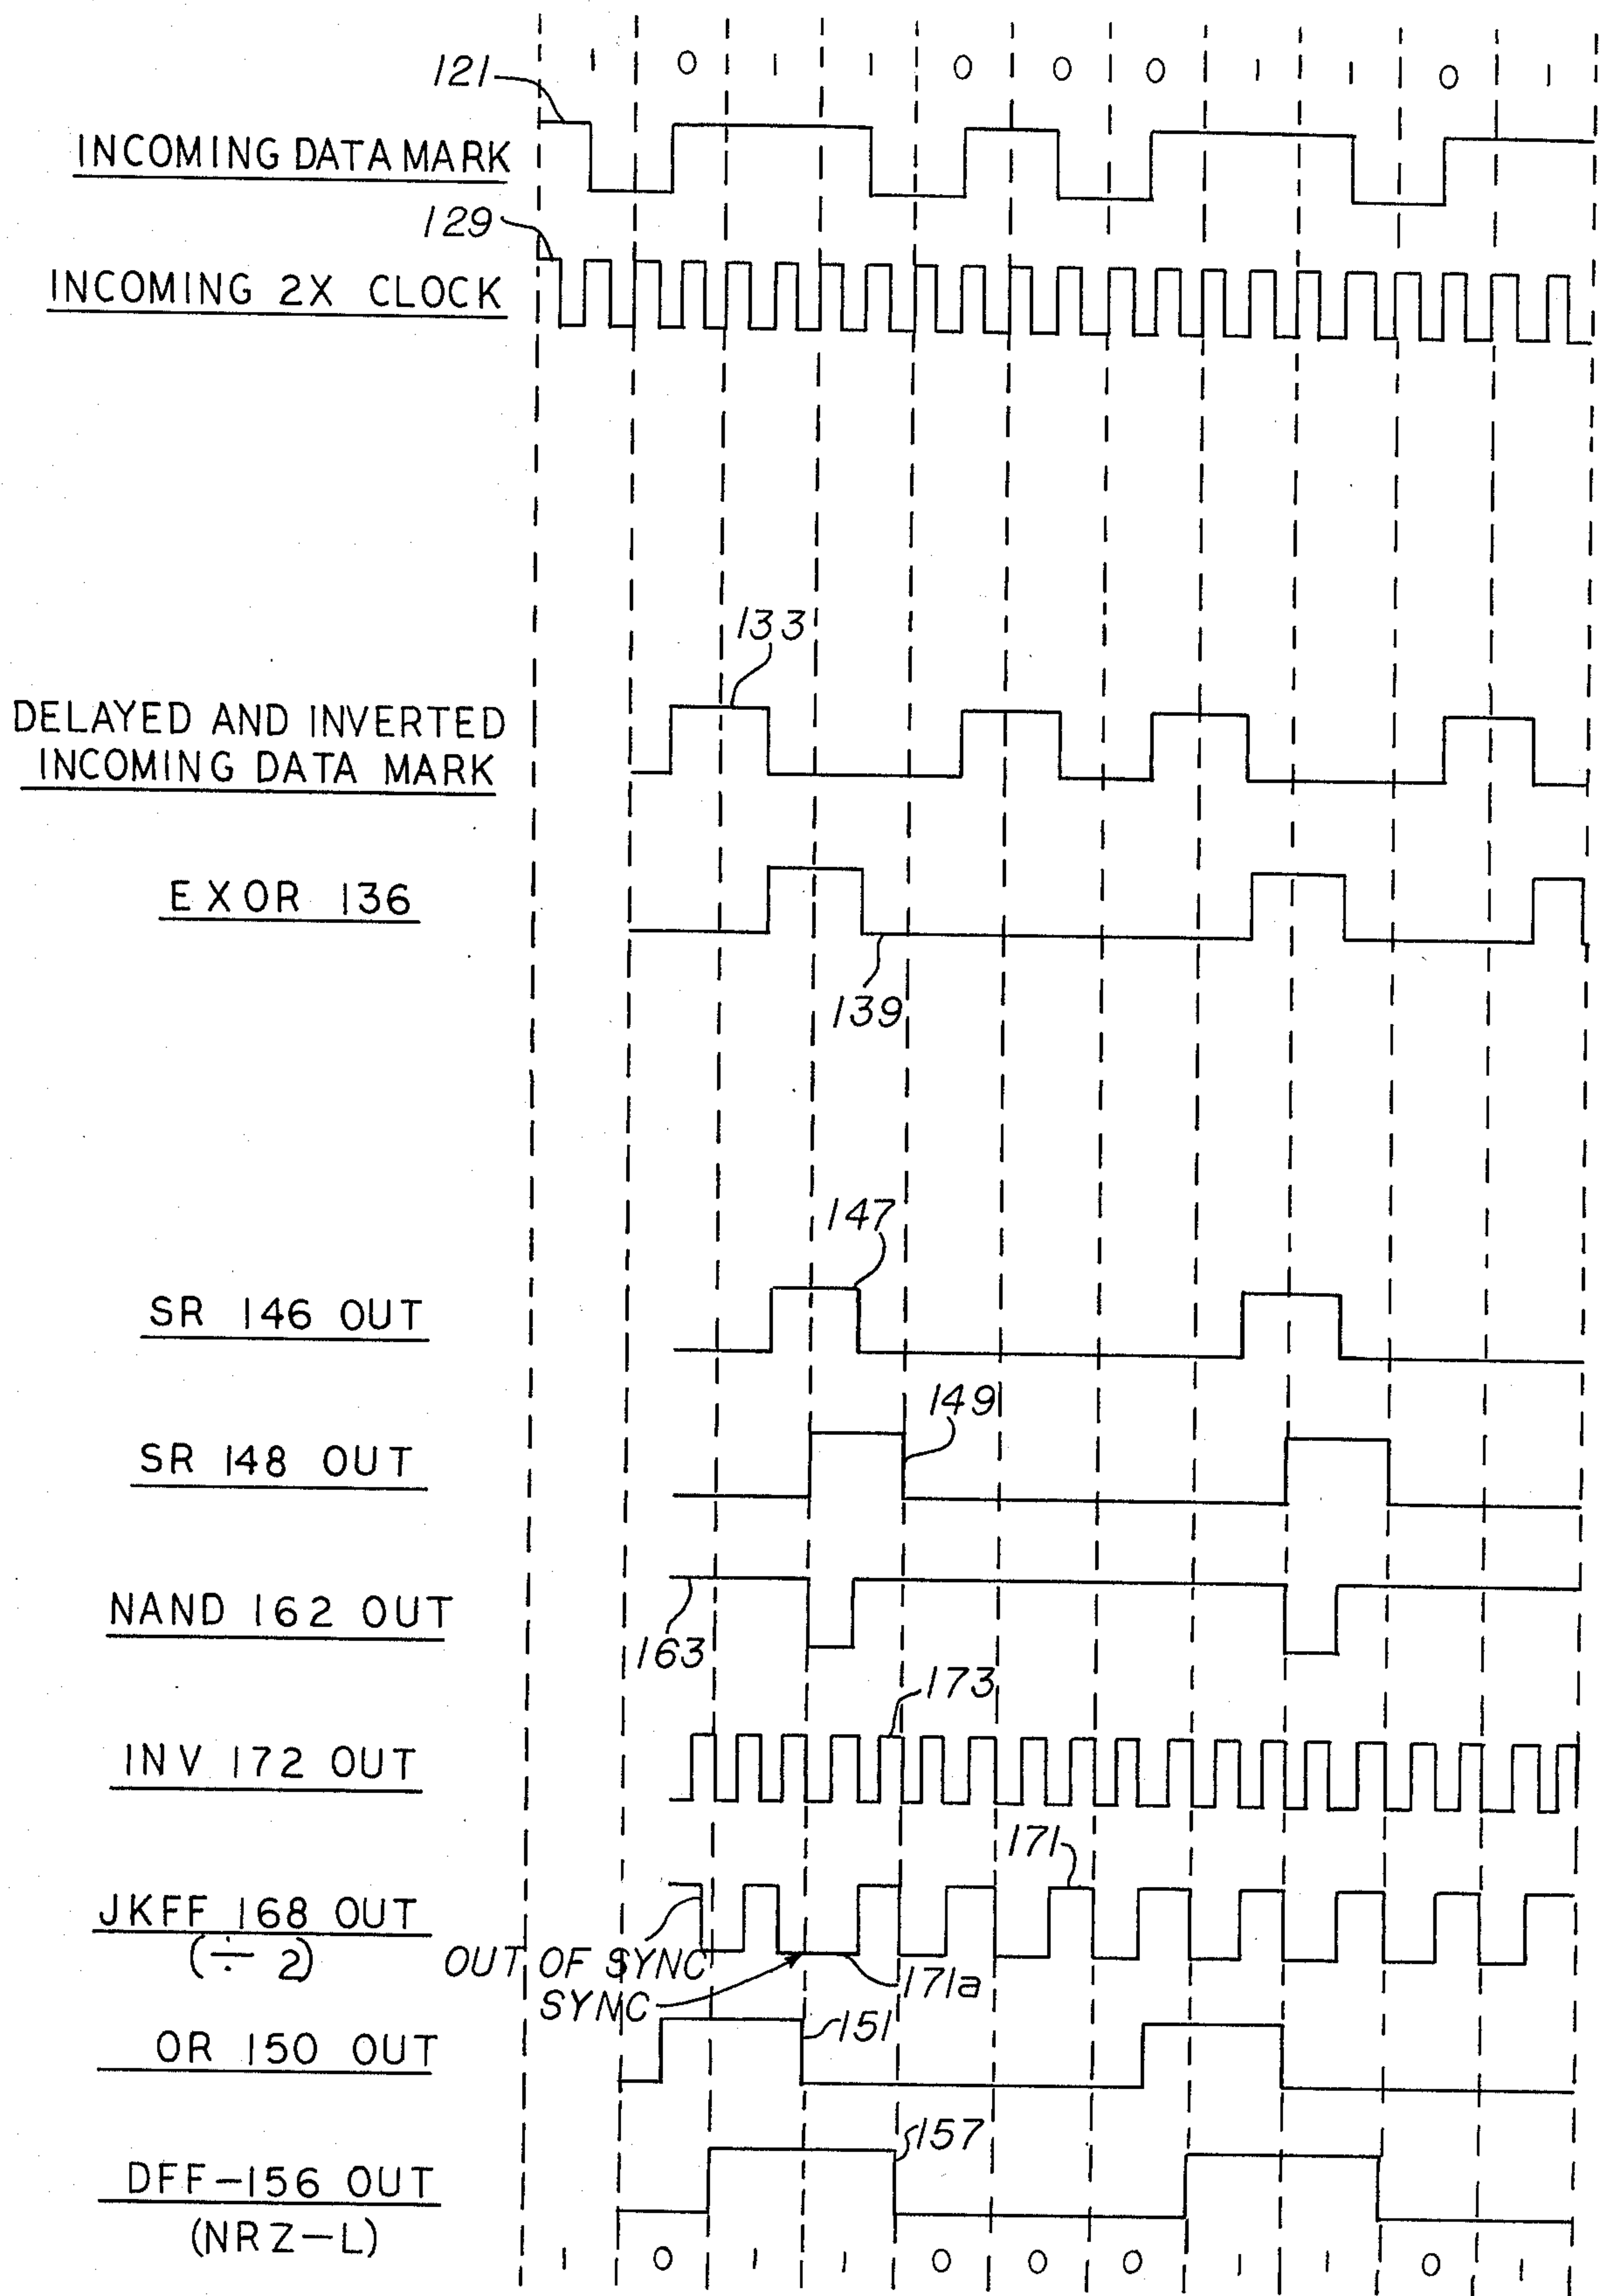 1 0 1 1 0 0 0 1 1 0 1
121
INCOMING DATA MARK
129
INCOMING 2X CLOCK
133
DELAYED AND INVERTED
INCOMING DATA MARK
EXOR 136
139
147
SR 146 OUT
149
SR 148 OUT
NAND 162 OUT
163
173
INV 172 OUT
171
JKFF 168 OUT
(÷ 2)
OUT OF SYNC
171a
SYNC
151
OR 150 OUT
157
DFF-156 OUT
(NRZ-L)
1 0 1 1 0 0 0 1 1 0 1